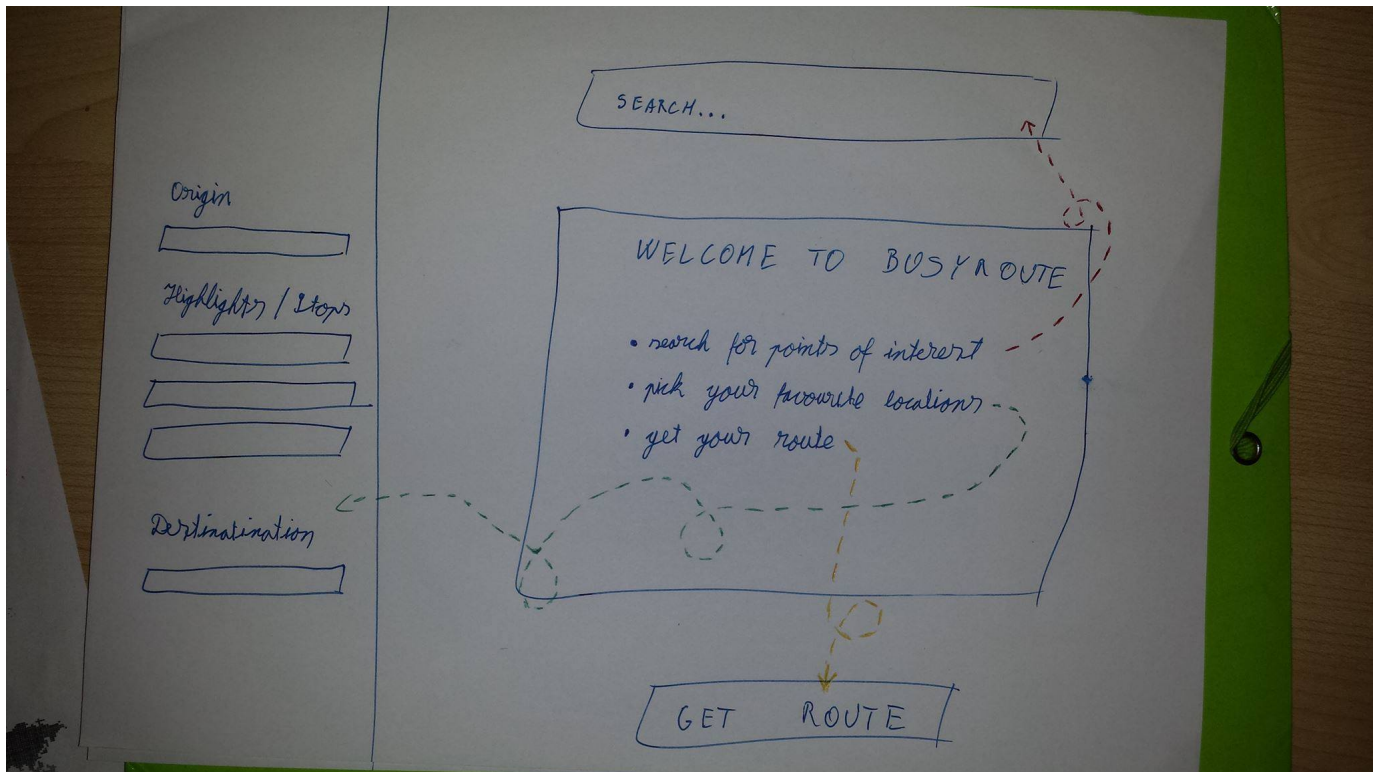 Origin
Highlights / Stops
Destinatination
SEARCH...
WELCOME TO BUSYROUTE
• search for points of interest
• pick your favourite locations
• get your route
GET ROUTE